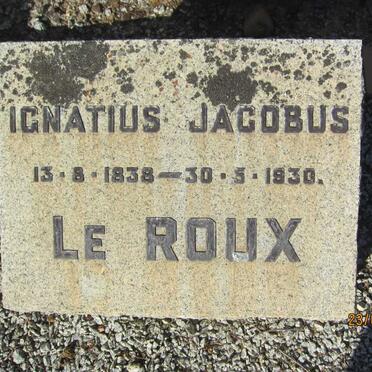 IGNATIUS JACOBUS
13·8·1838—30·5·1930.
LE ROUX
23/